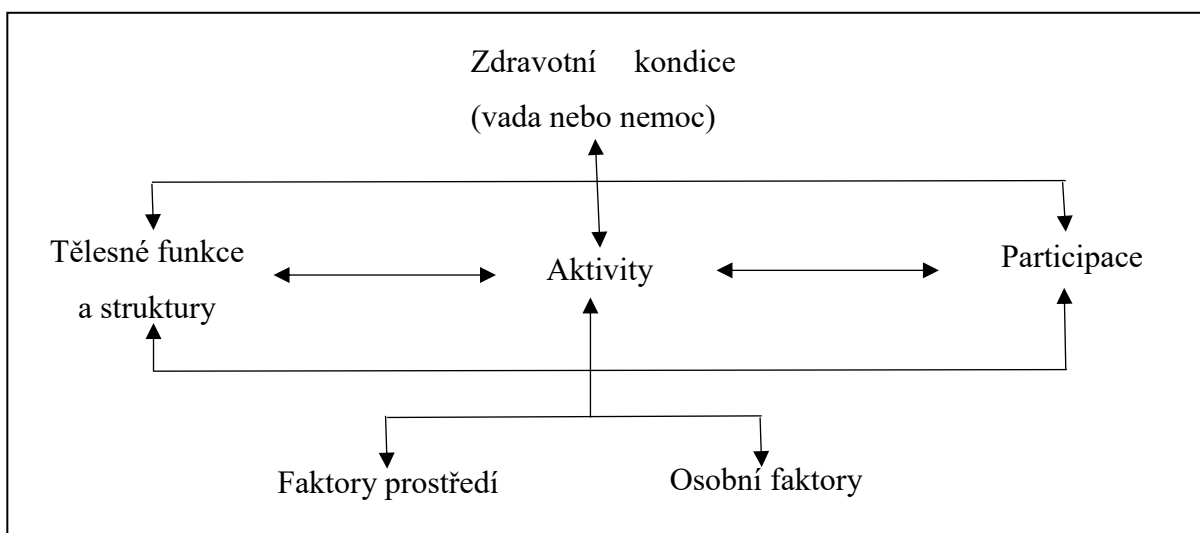 Zdravotní kondice
(vada nebo nemoc)
Tělesné funkce
a struktury
Aktivity
Participace
Faktory prostředí
Osobní faktory